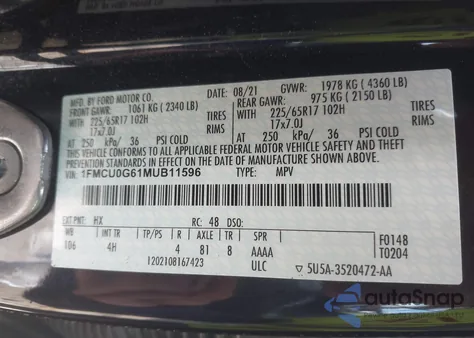 MFD. BY FORD MOTOR CO. 08/21 GVWR: 1978 KG ( 4360 LB)
FRONT GAWR: 1061 KG ( 2340 LB) REAR GAWR: 975 KG ( 2150 LB)
WITH 225/65R17 102H TIRES WITH 225/65R17 102H TIRES
17x7.0J RIMS 17x7.0J RIMS
AT 250 kPa/ 36 PSI COLD AT 250 kPa/ 36 PSI COLD
THIS VEHICLE CONFORMS TO ALL APPLICABLE FEDERAL MOTOR VEHICLE SAFETY, BUMPER, AND THEFT
PREVENTION STANDARDS IN EFFECT ON THE DATE OF MANUFACTURE SHOWN ABOVE.
VIN: 1FMCU0G61MUB11596 TYPE: MPV
EXT PNT: HX RC: 48 DSO:
WB TP/PS R AXLE TR SPR
106 4H 4 81 8 AAAA F0148
T0204
I202108167423 ULC ▽ 5U5A-3520472-AA
autoSnap